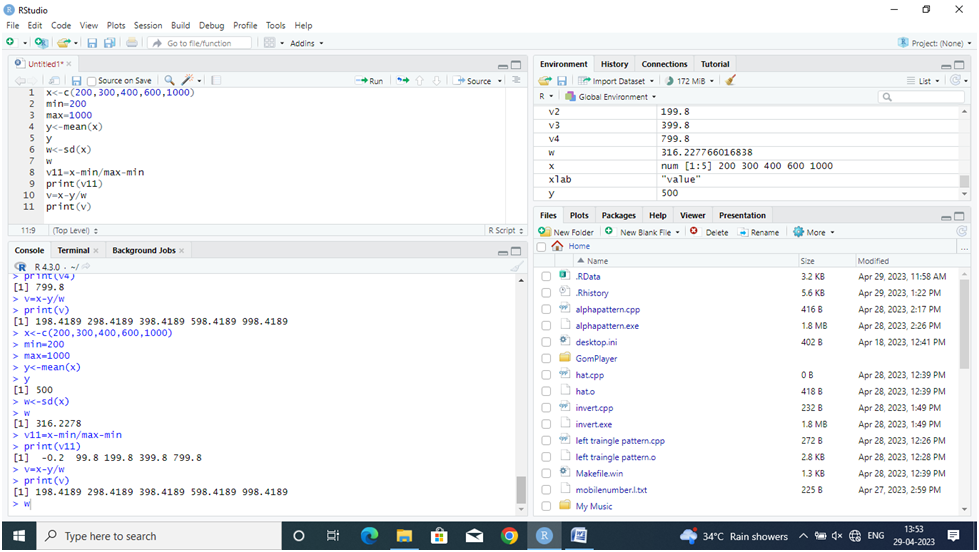 RStudio
File Edit Code View Plots Session Build Debug Profile Tools Help
Go to file/function Addins Project: (None)
Untitled1*
Source on Save Run Source
1 x<-c(200,300,400,600,1000)
2 min=200
3 max=1000
4 y<-mean(x)
5 y
6 w<-sd(x)
7 w
8 v11=x-min/max-min
9 print(v11)
10 v=x-y/w
11 print(v)
11:9 (Top Level) R Script
Console Terminal Background Jobs
R 4.3.0 · ~/
> print(v4)
[1] 799.8
> v=x-y/w
> print(v)
[1] 198.4189 298.4189 398.4189 598.4189 998.4189
> x<-c(200,300,400,600,1000)
> min=200
> max=1000
> y<-mean(x)
> y
[1] 500
> w<-sd(x)
> w
[1] 316.2278
> v11=x-min/max-min
> print(v11)
[1] -0.2 99.8 199.8 399.8 799.8
> v=x-y/w
> print(v)
[1] 198.4189 298.4189 398.4189 598.4189 998.4189
> w
Environment History Connections Tutorial
Import Dataset 172 MiB List
R Global Environment
v2 199.8
v3 399.8
v4 799.8
w 316.227766016838
x num [1:5] 200 300 400 600 1000
xlab "value"
y 500
Files Plots Packages Help Viewer Presentation
New Folder New Blank File Delete Rename More
Home ...
Name Size Modified
.RData 3.2 KB Apr 29, 2023, 11:58 AM
.Rhistory 5.6 KB Apr 29, 2023, 1:22 PM
alphapattern.cpp 416 B Apr 28, 2023, 2:17 PM
alphapattern.exe 1.8 MB Apr 28, 2023, 2:26 PM
desktop.ini 402 B Apr 18, 2023, 12:41 PM
GomPlayer
hat.cpp 0 B Apr 28, 2023, 12:39 PM
hat.o 418 B Apr 28, 2023, 12:39 PM
invert.cpp 232 B Apr 28, 2023, 1:49 PM
invert.exe 1.8 MB Apr 28, 2023, 1:49 PM
left traingle pattern.cpp 272 B Apr 28, 2023, 12:26 PM
left traingle pattern.o 2.8 KB Apr 28, 2023, 12:28 PM
Makefile.win 1.3 KB Apr 28, 2023, 12:39 PM
mobilenumber.l.txt 225 B Apr 27, 2023, 2:59 PM
My Music
Type here to search 34°C Rain showers ENG 13:53
29-04-2023